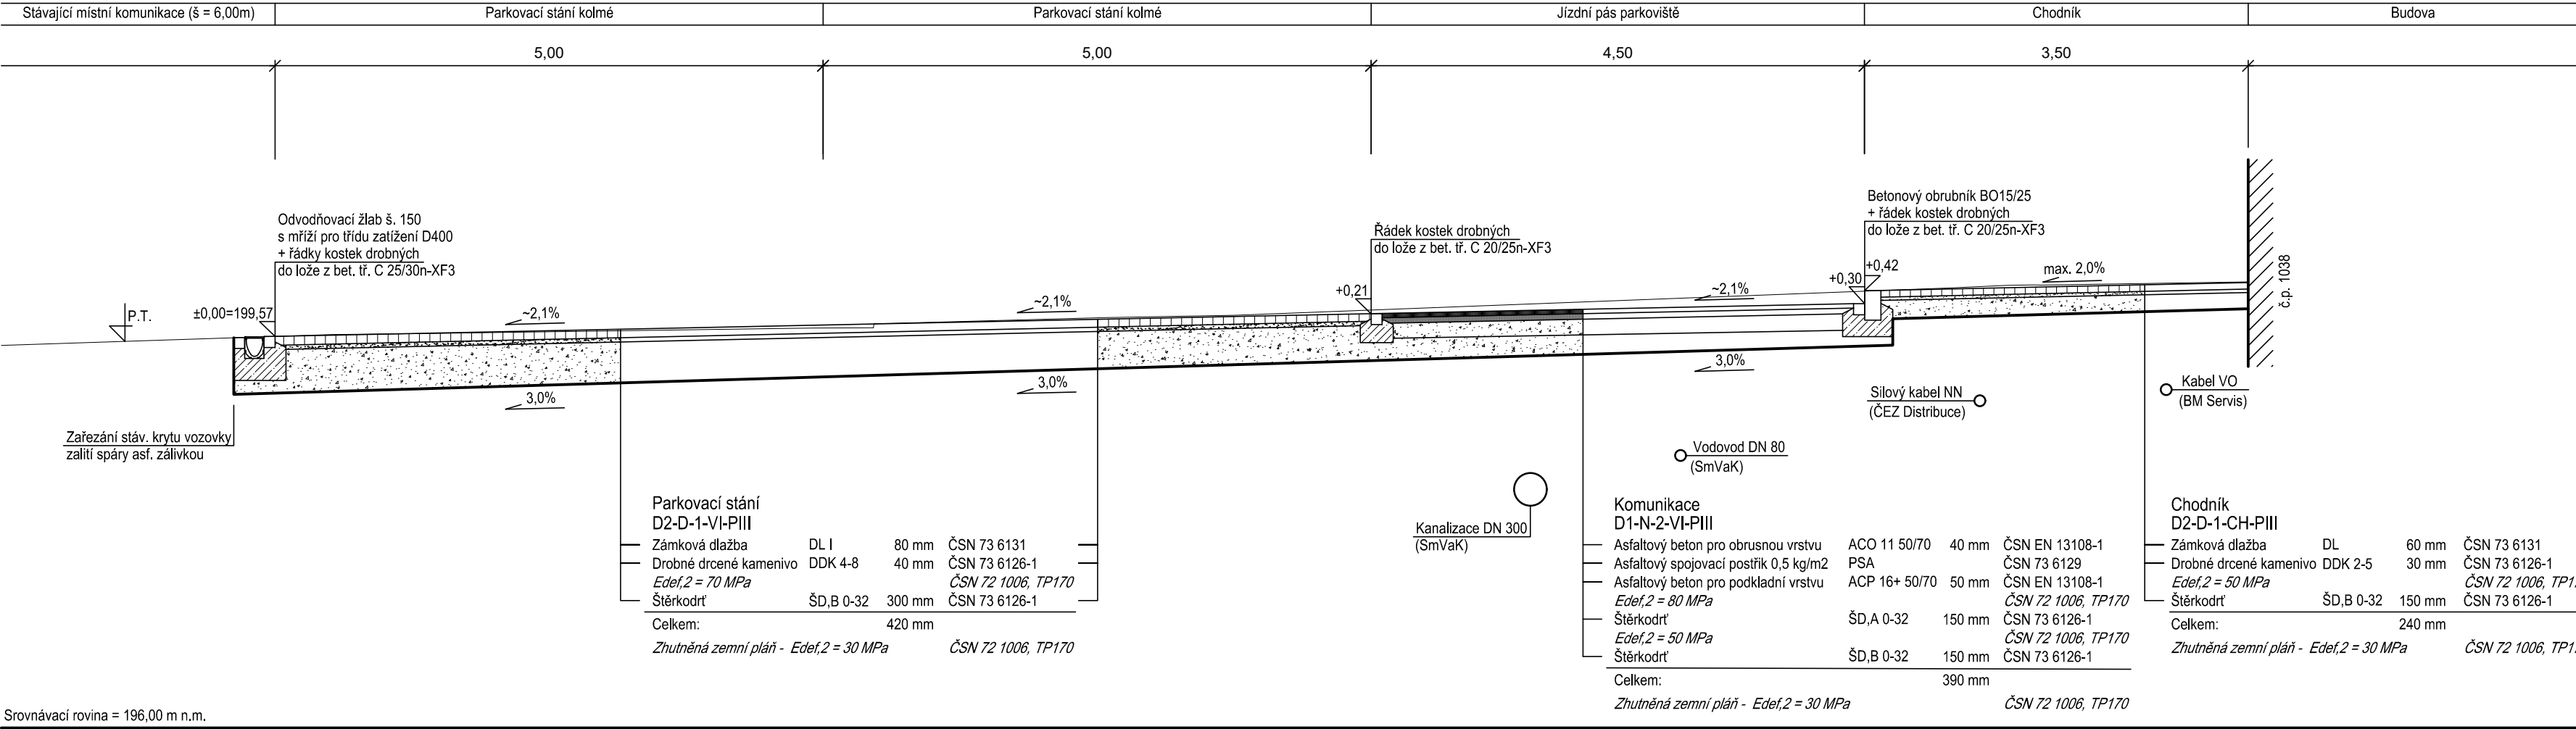 Stávající místní komunikace (š = 6,00m) Parkovací stání kolmé Parkovací stání kolmé Jízdní pás parkoviště Chodník Budova
5,00 5,00 4,50 3,50
Odvodňovací žlab š. 150
s mříží pro třídu zatížení D400
+ řádky kostek drobných
do lože z bet. tř. C 25/30n-XF3
Řádek kostek drobných
do lože z bet. tř. C 20/25n-XF3
Betonový obrubník BO15/25
+ řádek kostek drobných
do lože z bet. tř. C 20/25n-XF3
P.T.
±0,00=199,57
~2,1%
~2,1%
+0,21
~2,1%
+0,30
+0,42
max. 2,0%
č.p. 1038
3,0%
3,0%
3,0%
Zařezání stáv. krytu vozovky
zalití spáry asf. zálivkou
Kanalizace DN 300
(SmVaK)
Vodovod DN 80
(SmVaK)
Silový kabel NN
(ČEZ Distribuce)
Kabel VO
(BM Servis)
Parkovací stání
D2-D-1-VI-PIII
Zámková dlažba DL I 80 mm ČSN 73 6131
Drobné drcené kamenivo DDK 4-8 40 mm ČSN 73 6126-1
Edef,2 = 70 MPa ČSN 72 1006, TP170
Štěrkodrť ŠD,B 0-32 300 mm ČSN 73 6126-1
Celkem: 420 mm
Zhutněná zemní pláň - Edef,2 = 30 MPa ČSN 72 1006, TP170
Komunikace
D1-N-2-VI-PIII
Asfaltový beton pro obrusnou vrstvu ACO 11 50/70 40 mm ČSN EN 13108-1
Asfaltový spojovací postřik 0,5 kg/m2 PSA ČSN 73 6129
Asfaltový beton pro podkladní vrstvu ACP 16+ 50/70 50 mm ČSN EN 13108-1
Edef,2 = 80 MPa ČSN 72 1006, TP170
Štěrkodrť ŠD,A 0-32 150 mm ČSN 73 6126-1
Edef,2 = 50 MPa ČSN 72 1006, TP170
Štěrkodrť ŠD,B 0-32 150 mm ČSN 73 6126-1
Celkem: 390 mm
Zhutněná zemní pláň - Edef,2 = 30 MPa ČSN 72 1006, TP170
Chodník
D2-D-1-CH-PIII
Zámková dlažba DL 60 mm ČSN 73 6131
Drobné drcené kamenivo DDK 2-5 30 mm ČSN 73 6126-1
Edef,2 = 50 MPa ČSN 72 1006,
Štěrkodrť ŠD,B 0-32 150 mm ČSN 73 6126-1
Celkem: 240 mm
Zhutněná zemní pláň - Edef,2 = 30 MPa ČSN 72 1006,
Srovnávací rovina = 196,00 m n.m.